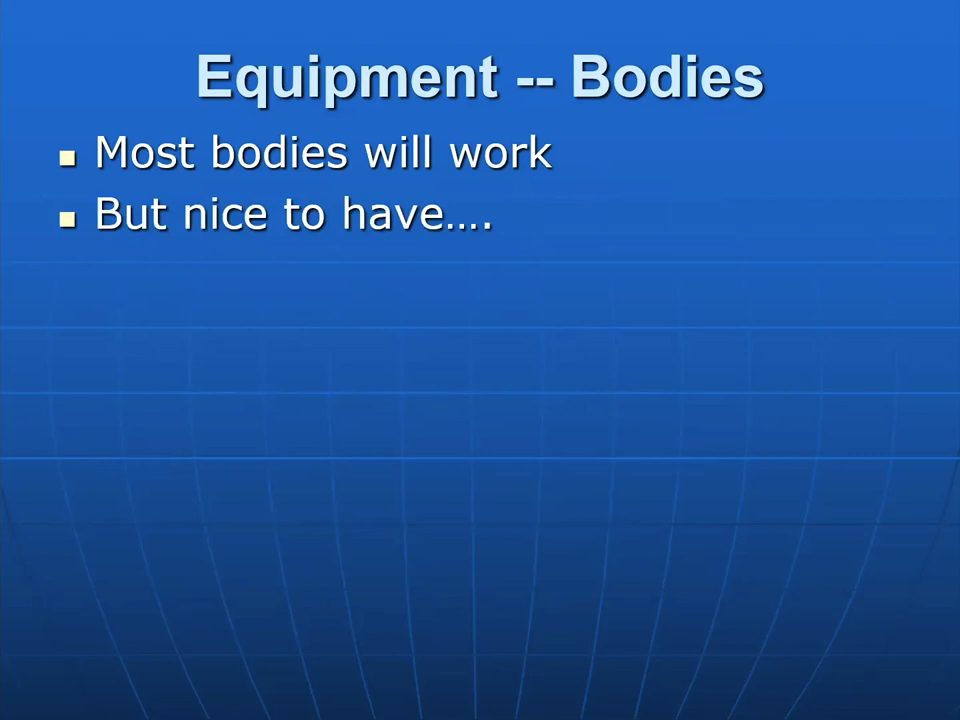 Equipment -- Bodies
Most bodies will work
But nice to have….